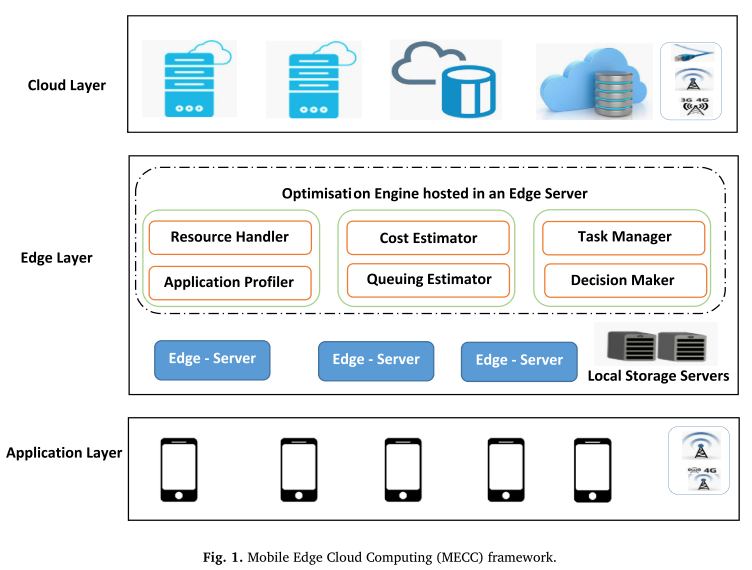 Cloud Layer
3G 4G
Optimisation Engine hosted in an Edge Server
Resource Handler
Cost Estimator
Task Manager
Edge Layer
Application Profiler
Queuing Estimator
Decision Maker
Edge - Server
Edge - Server
Edge - Server
Local Storage Servers
Application Layer
4G
Fig. 1. Mobile Edge Cloud Computing (MECC) framework.